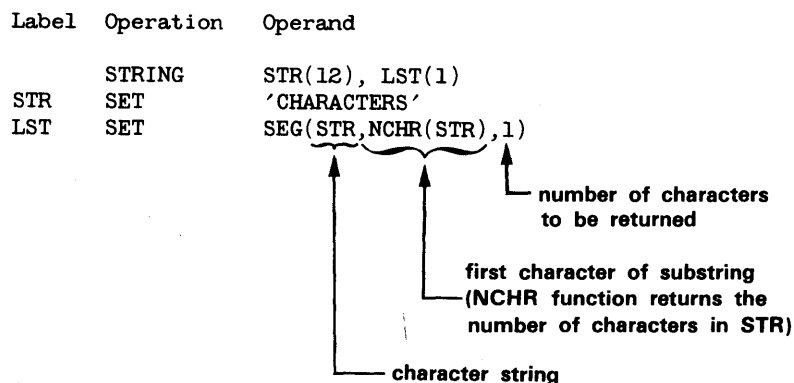 Label Operation Operand
STRING STR(12), LST(1)
STR SET 'CHARACTERS'
LST SET SEG(STR,NCHR(STR),1)
number of characters
to be returned
first character of substring
(NCHR function returns the
number of characters in STR)
character string